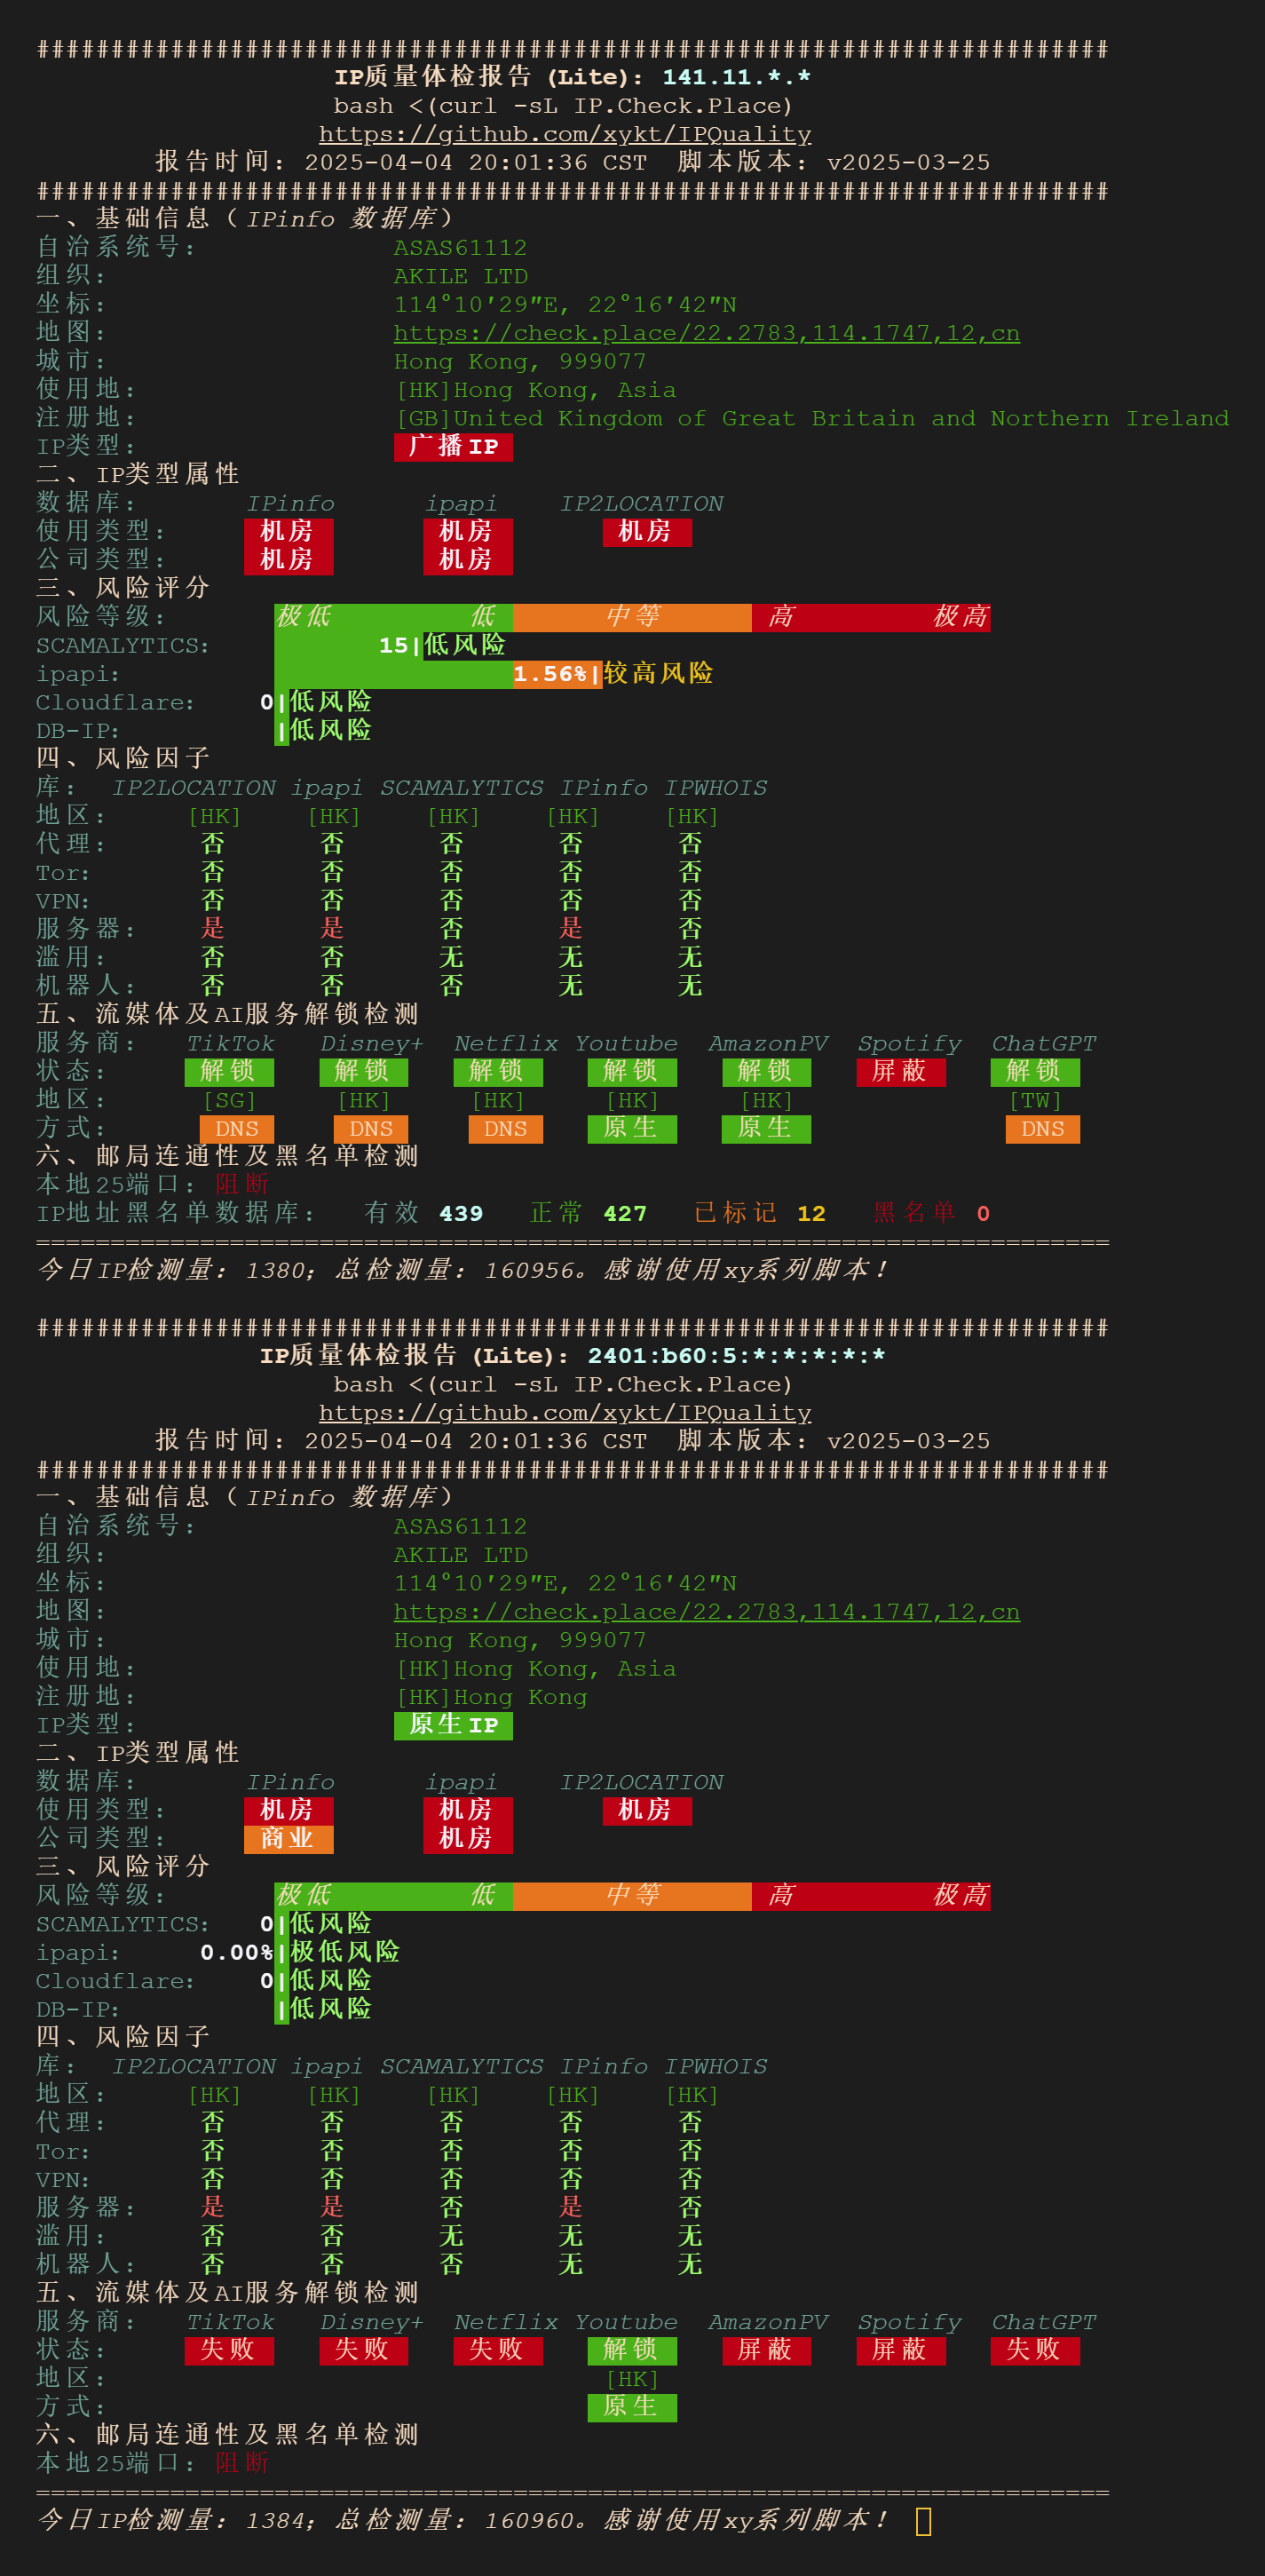 ########################################################################
IP质量体检报告 (Lite): 141.11.*.*
bash <(curl -sL IP.Check.Place)
https://github.com/xykt/IPQuality
报告时间: 2025-04-04 20:01:36 CST 脚本版本: v2025-03-25
########################################################################
一、基础信息（IPinfo 数据库）
自治系统号: ASAS61112
组织: AKILE LTD
坐标: 114°10′29″E, 22°16′42″N
地图: https://check.place/22.2783,114.1747,12,cn
城市: Hong Kong, 999077
使用地: [HK]Hong Kong, Asia
注册地: [GB]United Kingdom of Great Britain and Northern Ireland
IP类型: 广播IP
二、IP类型属性
数据库: IPinfo ipapi IP2LOCATION
使用类型: 机房 机房 机房
公司类型: 机房 机房
三、风险评分
风险等级: 极低 低 中等 高 极高
SCAMALYTICS: 15|低风险
ipapi: 1.56%|较高风险
Cloudflare: 0|低风险
DB-IP: |低风险
四、风险因子
库: IP2LOCATION ipapi SCAMALYTICS IPinfo IPWHOIS
地区: [HK] [HK] [HK] [HK] [HK]
代理: 否 否 否 否 否
Tor: 否 否 否 否 否
VPN: 否 否 否 否 否
服务器: 是 是 否 是 否
滥用: 否 否 无 无 无
机器人: 否 否 否 无 无
五、流媒体及AI服务解锁检测
服务商: TikTok Disney+ Netflix Youtube AmazonPV Spotify ChatGPT
状态: 解锁 解锁 解锁 解锁 解锁 屏蔽 解锁
地区: [SG] [HK] [HK] [HK] [HK] [TW]
方式: DNS DNS DNS 原生 原生 DNS
六、邮局连通性及黑名单检测
本地25端口: 阻断
IP地址黑名单数据库: 有效 439 正常 427 已标记 12 黑名单 0
========================================================================
今日IP检测量: 1380; 总检测量: 160956。感谢使用xy系列脚本!
########################################################################
IP质量体检报告 (Lite): 2401:b60:5:*:*:*:*:*
bash <(curl -sL IP.Check.Place)
https://github.com/xykt/IPQuality
报告时间: 2025-04-04 20:01:36 CST 脚本版本: v2025-03-25
########################################################################
一、基础信息（IPinfo 数据库）
自治系统号: ASAS61112
组织: AKILE LTD
坐标: 114°10′29″E, 22°16′42″N
地图: https://check.place/22.2783,114.1747,12,cn
城市: Hong Kong, 999077
使用地: [HK]Hong Kong, Asia
注册地: [HK]Hong Kong
IP类型: 原生IP
二、IP类型属性
数据库: IPinfo ipapi IP2LOCATION
使用类型: 机房 机房 机房
公司类型: 商业 机房
三、风险评分
风险等级: 极低 低 中等 高 极高
SCAMALYTICS: 0|低风险
ipapi: 0.00%|极低风险
Cloudflare: 0|低风险
DB-IP: |低风险
四、风险因子
库: IP2LOCATION ipapi SCAMALYTICS IPinfo IPWHOIS
地区: [HK] [HK] [HK] [HK] [HK]
代理: 否 否 否 否 否
Tor: 否 否 否 否 否
VPN: 否 否 否 否 否
服务器: 是 是 否 是 否
滥用: 否 否 无 无 无
机器人: 否 否 否 无 无
五、流媒体及AI服务解锁检测
服务商: TikTok Disney+ Netflix Youtube AmazonPV Spotify ChatGPT
状态: 失败 失败 失败 解锁 屏蔽 屏蔽 失败
地区: [HK]
方式: 原生
六、邮局连通性及黑名单检测
本地25端口: 阻断
========================================================================
今日IP检测量: 1384; 总检测量: 160960。感谢使用xy系列脚本!